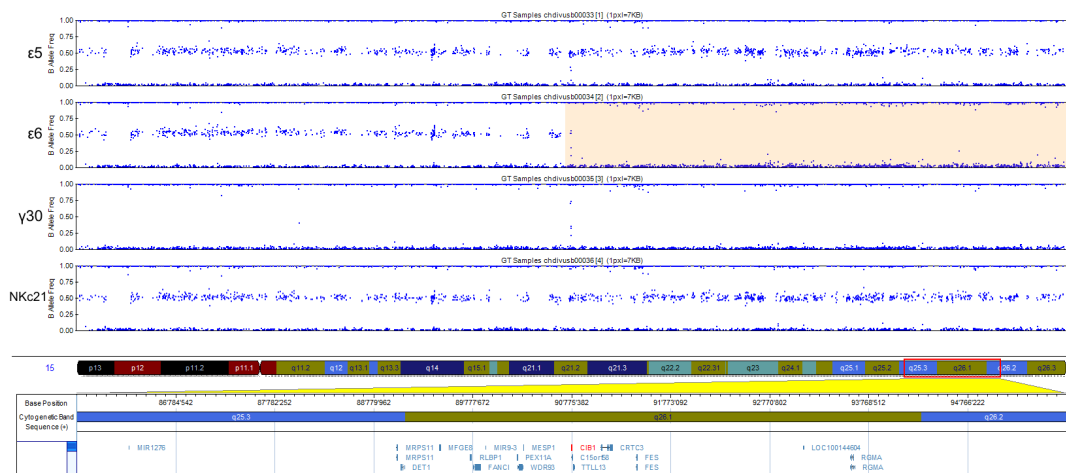 GT Samples chdivusb00033 [1] (1pxl=7KB)
ε5
B Allele Freq
1.00
0.75
0.50
0.25
0.00
GT Samples chdivusb00034 [2] (1pxl=7KB)
ε6
B Allele Freq
1.00
0.75
0.50
0.25
0.00
GT Samples chdivusb00035 [3] (1pxl=7KB)
γ30
B Allele Freq
1.00
0.75
0.50
0.25
0.00
GT Samples chdivusb00036 [4] (1pxl=7KB)
NKc21
B Allele Freq
1.00
0.75
0.50
0.25
0.00
15 p13 p12 p11.2 p11.1 q11.2 q12 q13.1 q13.3 q14 q15.1 q21.1 q21.2 q21.3 q22.2 q22.31 q23 q24.1 q25.1 q25.2 q25.3 q26.1 q26.2 q26.3
Base Position 86'784'542 87'782'252 88'779'962 89'777'672 90'775'382 91'773'092 92'770'802 93'768'512 94'766'222
Cytogenetic Band q25.3 q26.1 q26.2
Sequence (+)
MIR1276 MRPS11 MFGE8 MIR9-3 MESP1 CIB1 CRTC3 LOC100144604
MRPS11 RLBP1 PEX11A C15orf58 FES RGMA
DET1 FANCI WDR93 TTLL13 FES RGMA